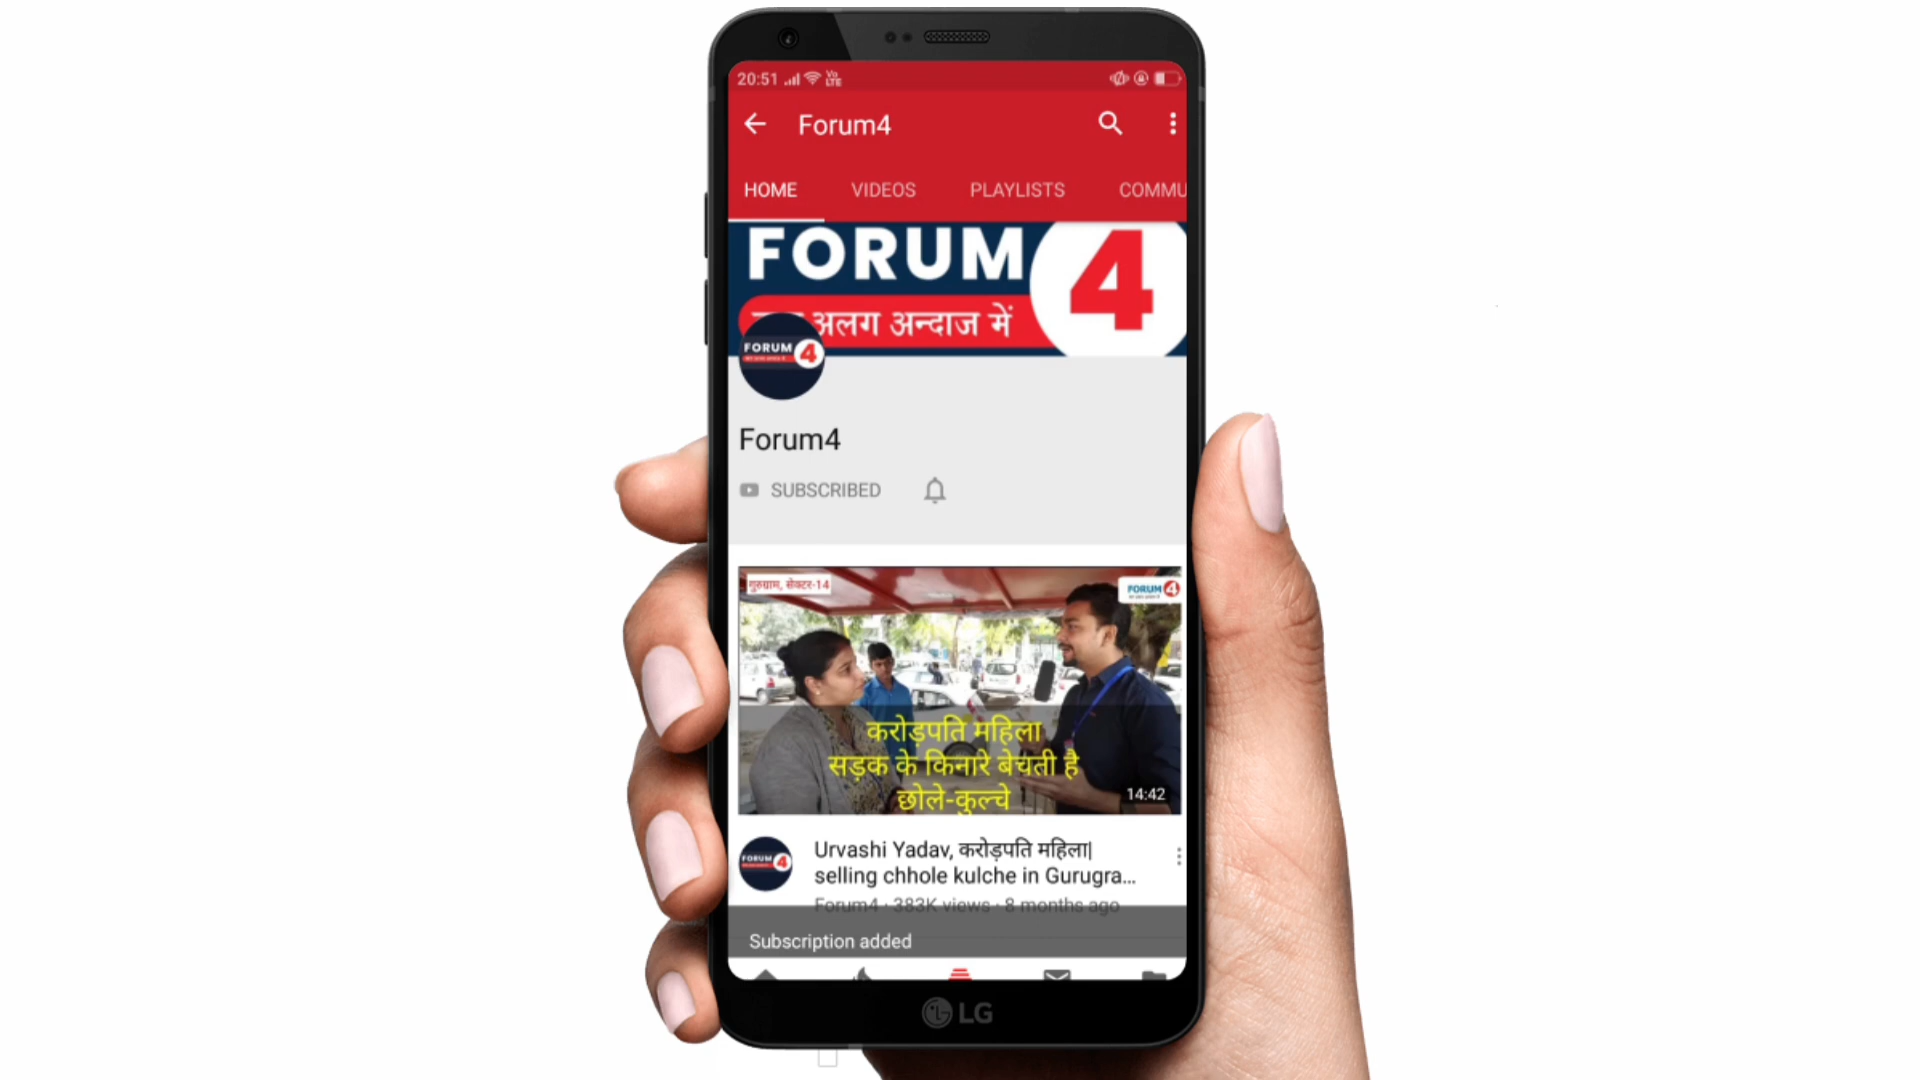 20:51
Forum4
HOME VIDEOS PLAYLISTS COMMU
FORUM 4
अलग अन्दाज में
FORUM 4
Forum4
SUBSCRIBED
गुरुग्राम, सेक्टर-14
FORUM 4
करोड़पति महिला
सड़क के किनारे बेचती है
छोले-कुल्चे
14:42
FORUM 4
Urvashi Yadav, करोड़पति महिला|
selling chhole kulche in Gurugra...
Forum4 · 383K views · 8 months ago
Subscription added
LG